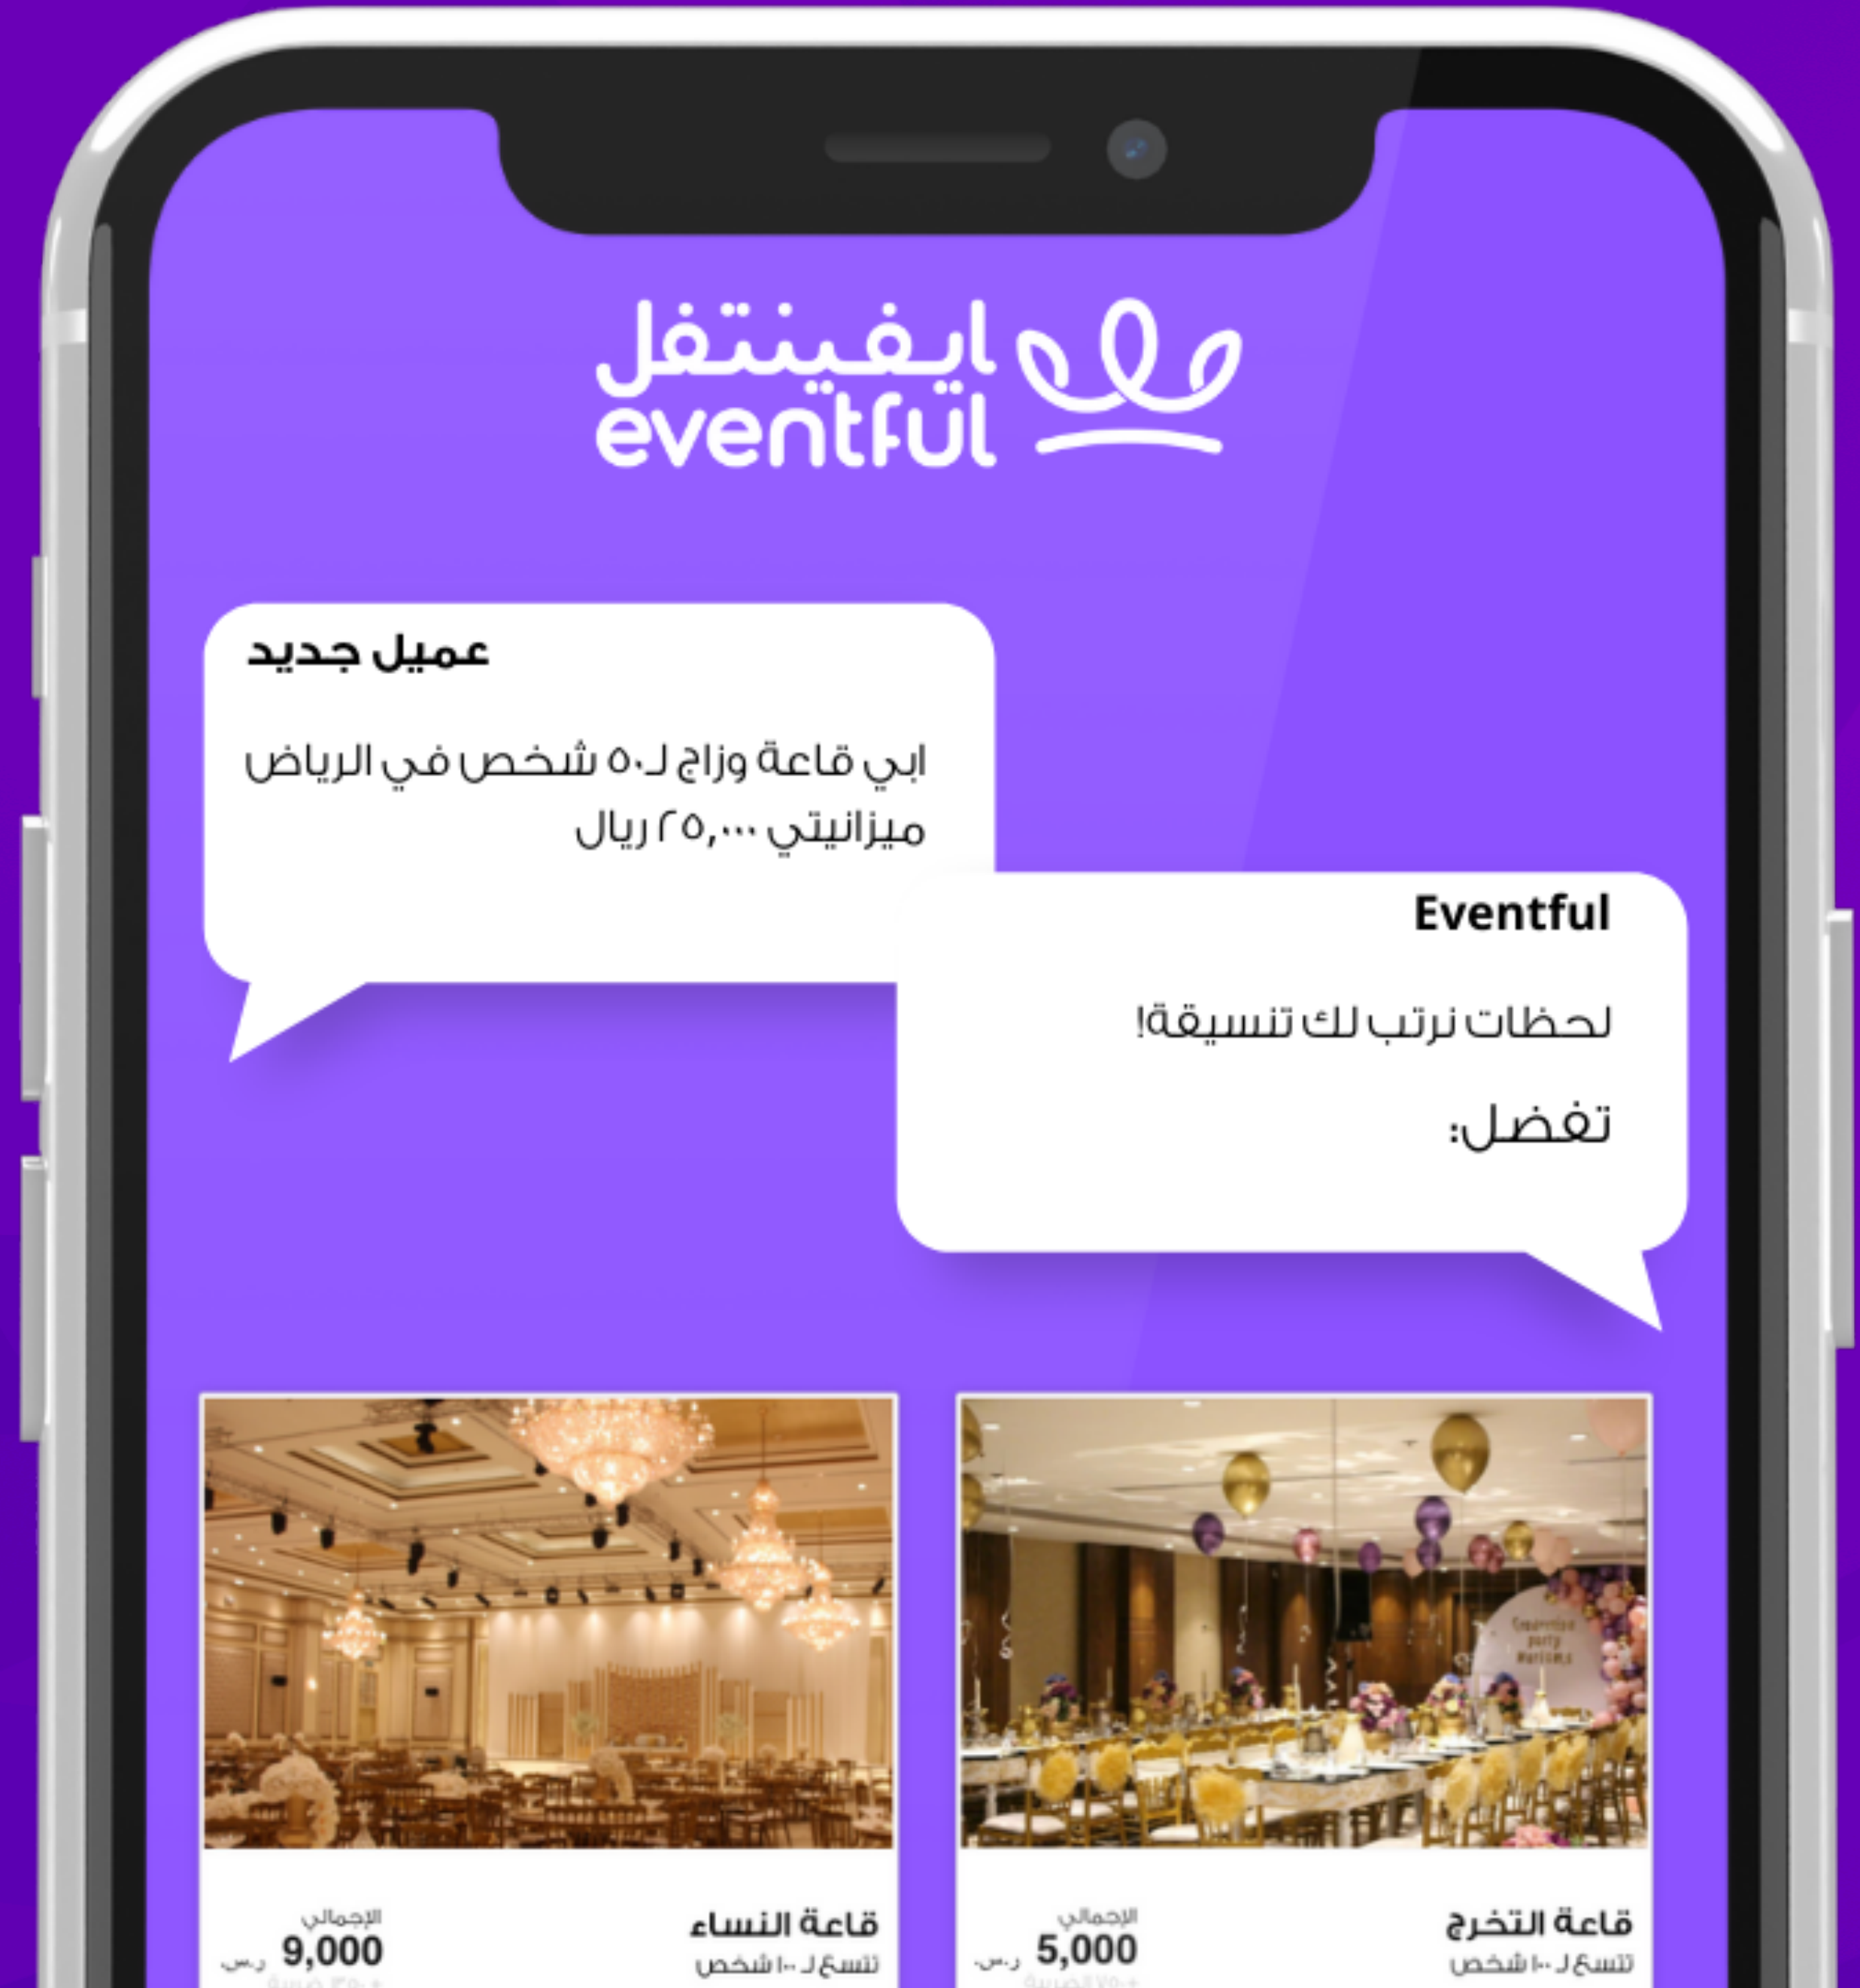 ايفينتفل
eventful
عميل جديد
ابي قاعة وزاج لـ٥٠ شخص في الرياض
ميزانيتي ٢٥,٠٠٠ ريال
Eventful
لحظات نرتب لك تنسيقة!
تفضل:
قاعة التخرج
تتسع لـ ١٠٠ شخص
الإجمالي
5,000 ر.س.
قاعة النساء
تتسع لـ ١٠٠ شخص
الإجمالي
9,000 ر.س.